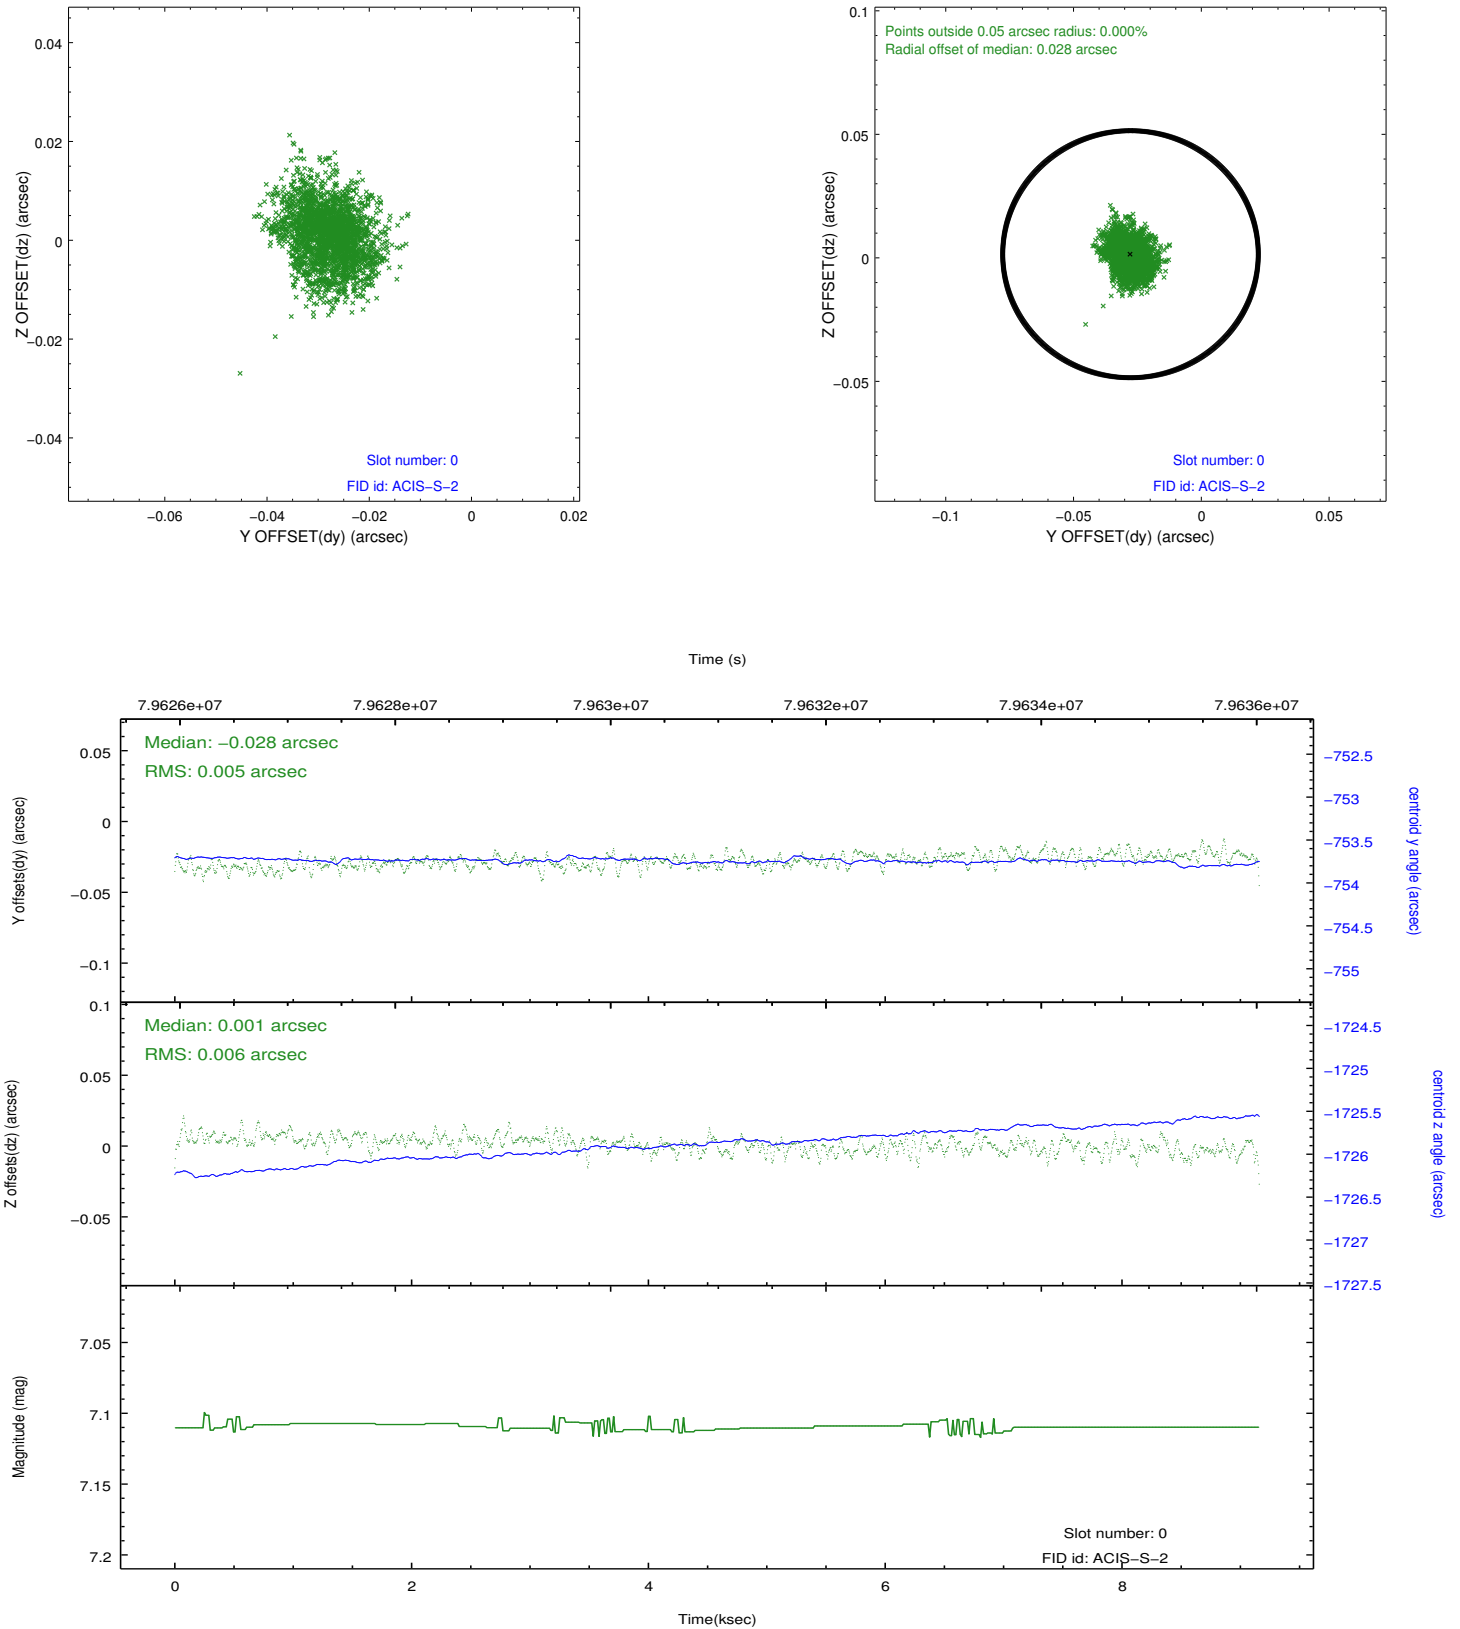 0.04
0.02
0
−0.02
−0.04
Z OFFSET(dz) (arcsec)
Slot number: 0
FID id: ACIS−S−2
−0.06
−0.04
−0.02
0
0.02
Y OFFSET(dy) (arcsec)
0.1
0.05
0
−0.05
Z OFFSET(dz) (arcsec)
Points outside 0.05 arcsec radius: 0.000%
Radial offset of median: 0.028 arcsec
Slot number: 0
FID id: ACIS−S−2
−0.1
−0.05
0
0.05
Y OFFSET(dy) (arcsec)
Time (s)
7.9626e+07
7.9628e+07
7.963e+07
7.9632e+07
7.9634e+07
7.9636e+07
Median: −0.028 arcsec
RMS: 0.005 arcsec
0.05
0
−0.05
−0.1
Y offsets(dy) (arcsec)
−752.5
−753
−753.5
−754
−754.5
−755
centroid y angle (arcsec)
Median: 0.001 arcsec
RMS: 0.006 arcsec
0.1
0.05
0
−0.05
Z offsets(dz) (arcsec)
−1724.5
−1725
−1725.5
−1726
−1726.5
−1727
−1727.5
centroid z angle (arcsec)
7.05
7.1
7.15
7.2
Magnitude (mag)
Slot number: 0
FID id: ACIS−S−2
0
2
4
6
8
Time(ksec)